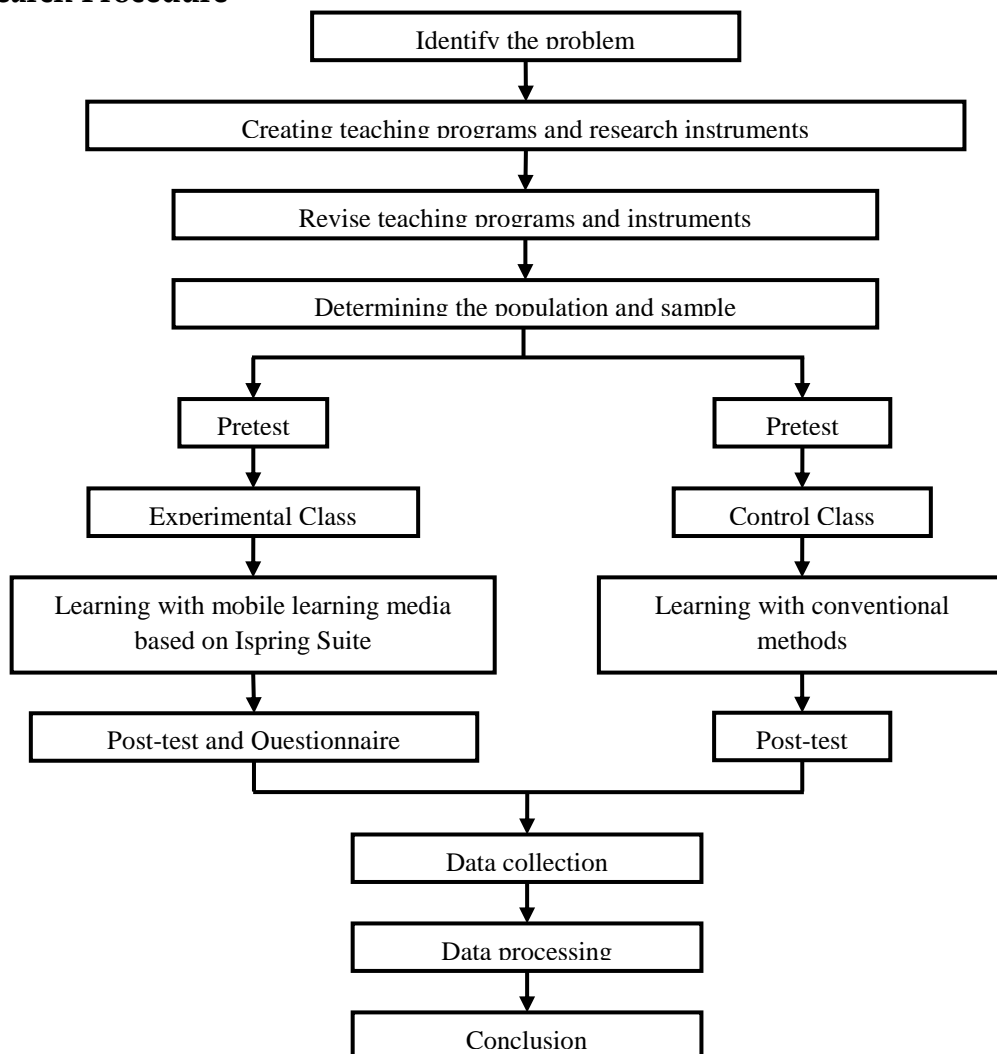 Identify the problem
Creating teaching programs and research instruments
Revise teaching programs and instruments
Determining the population and sample
Pretest
Pretest
Experimental Class
Control Class
Learning with mobile learning media
based on Ispring Suite
Learning with conventional
methods
Post-test and Questionnaire
Post-test
Data collection
Data processing
Conclusion